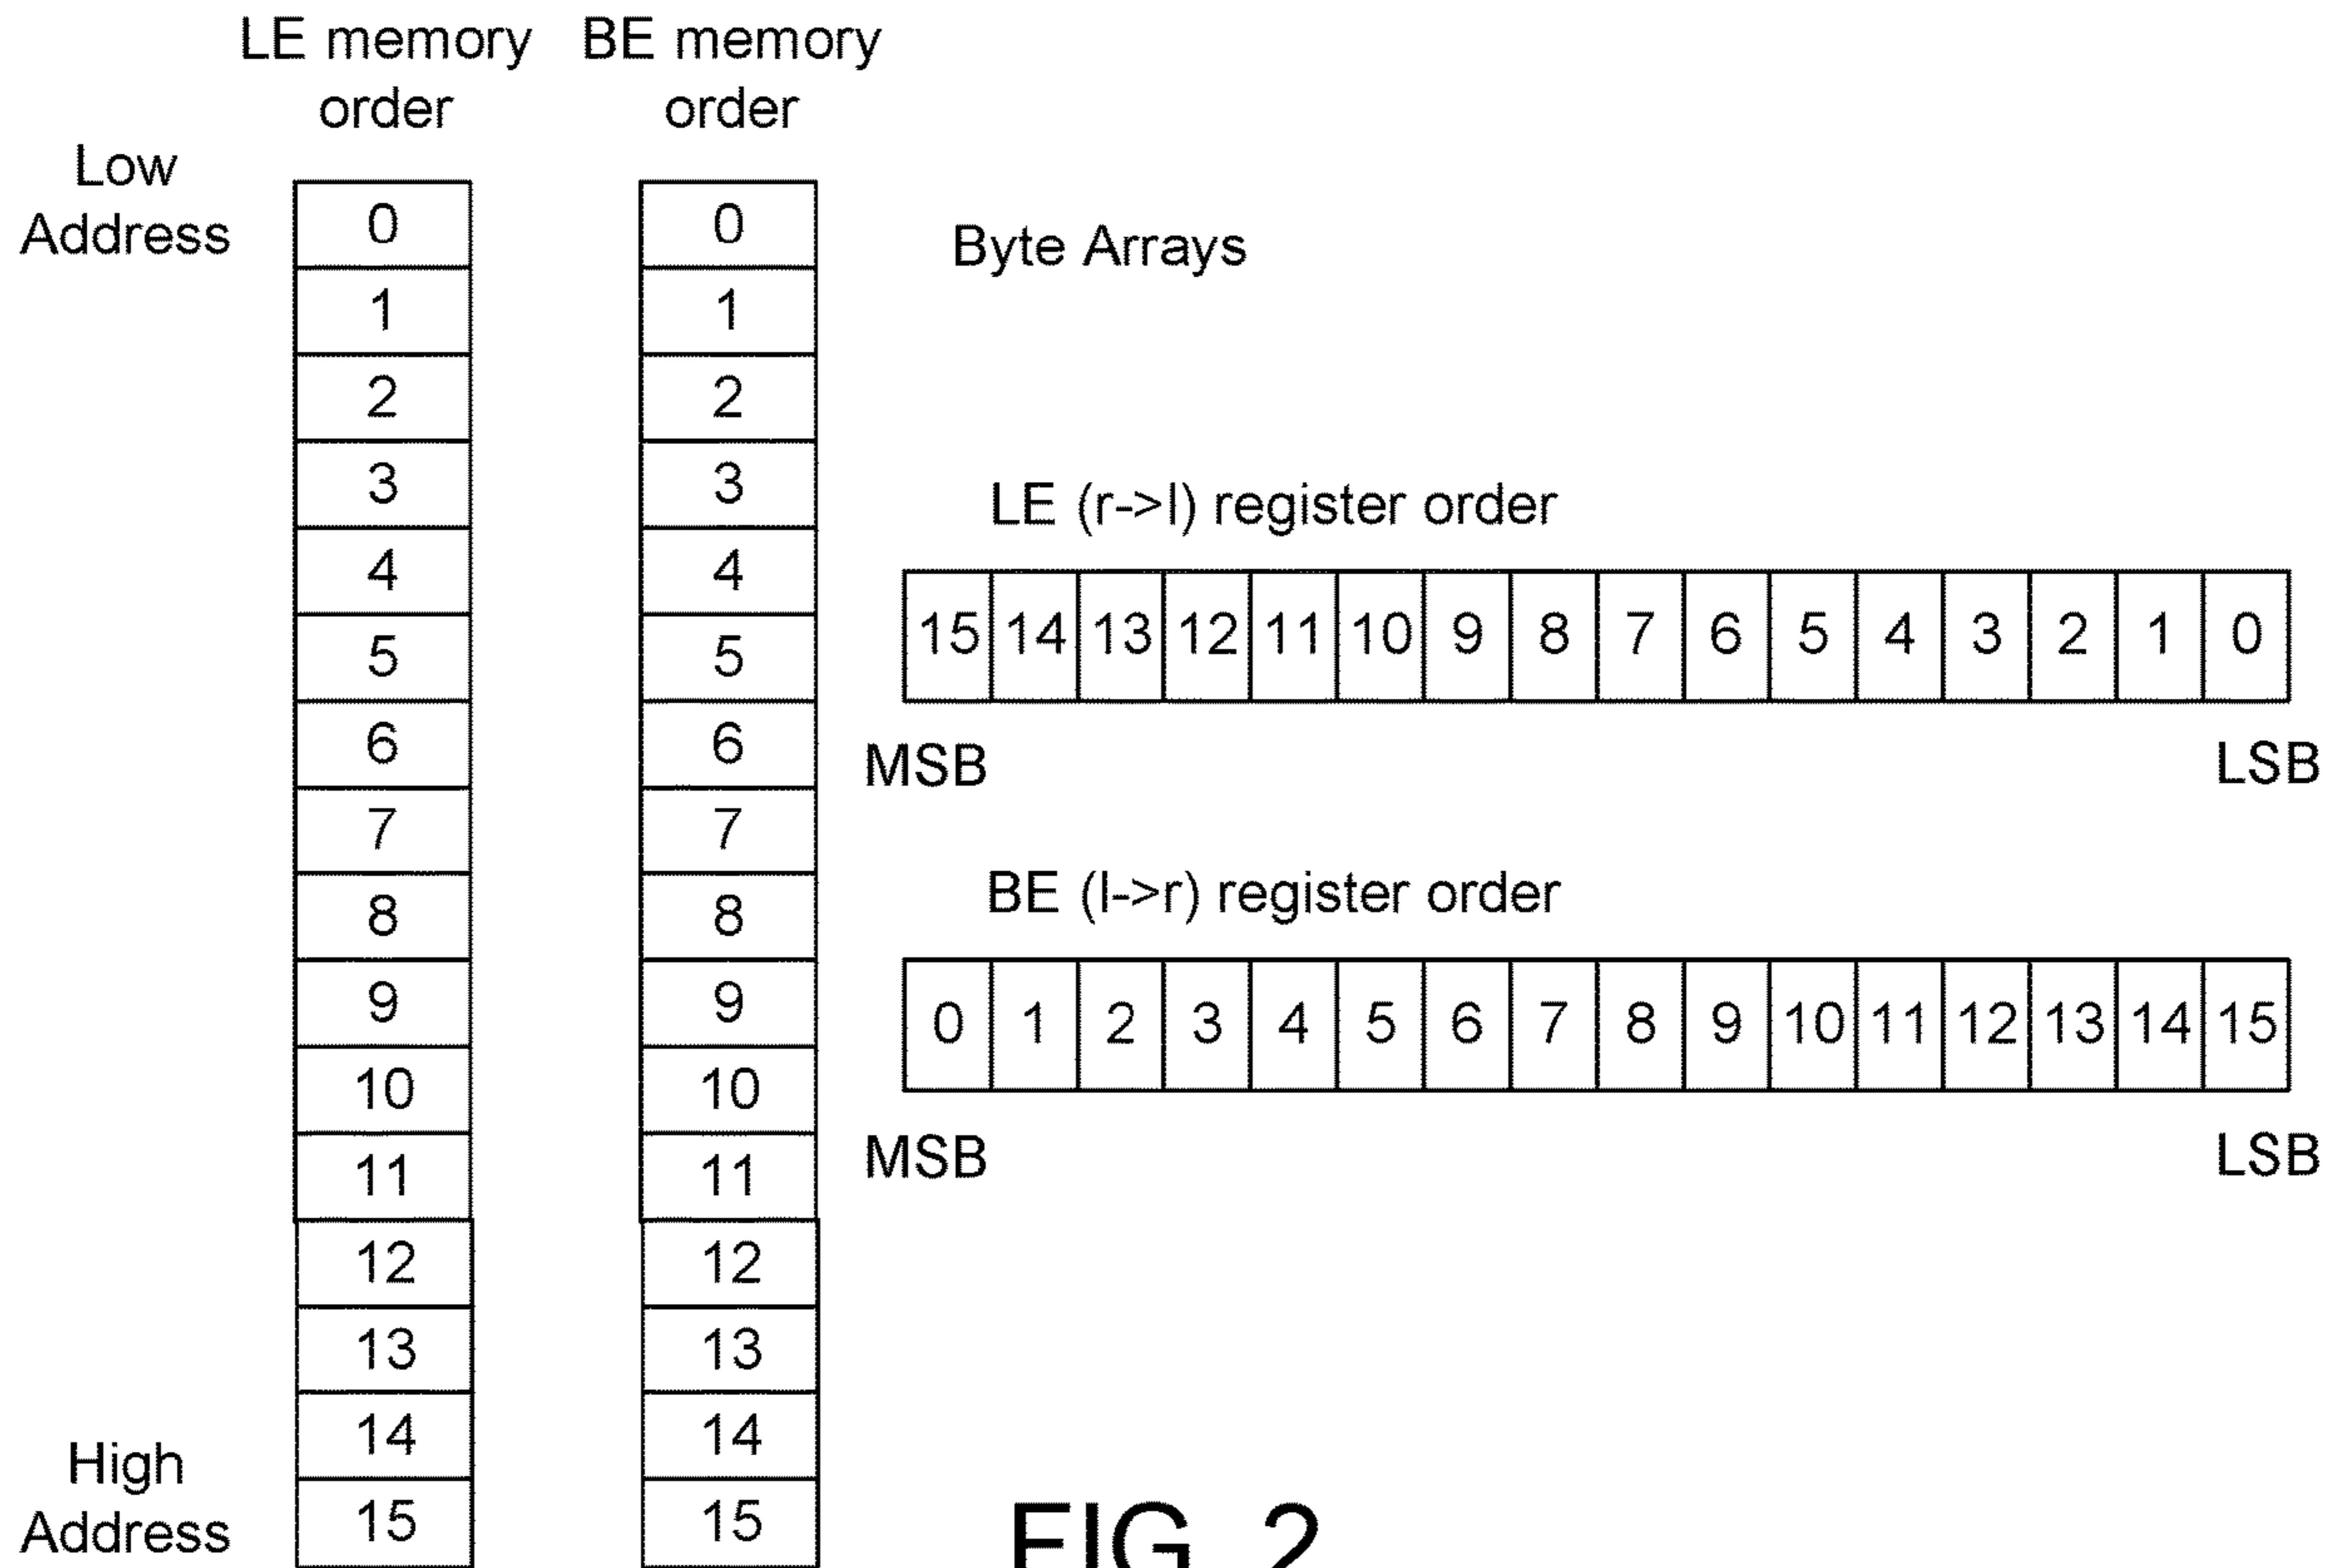 LE memory order
BE memory order
Low Address
High Address
0
1
2
3
4
5
6
7
8
9
10
11
12
13
14
15
0
1
2
3
4
5
6
7
8
9
10
11
12
13
14
15
Byte Arrays
LE (r->l) register order
15 14 13 12 11 10 9 8 7 6 5 4 3 2 1 0
MSB LSB
BE (l->r) register order
0 1 2 3 4 5 6 7 8 9 10 11 12 13 14 15
MSB LSB
FIG. 2